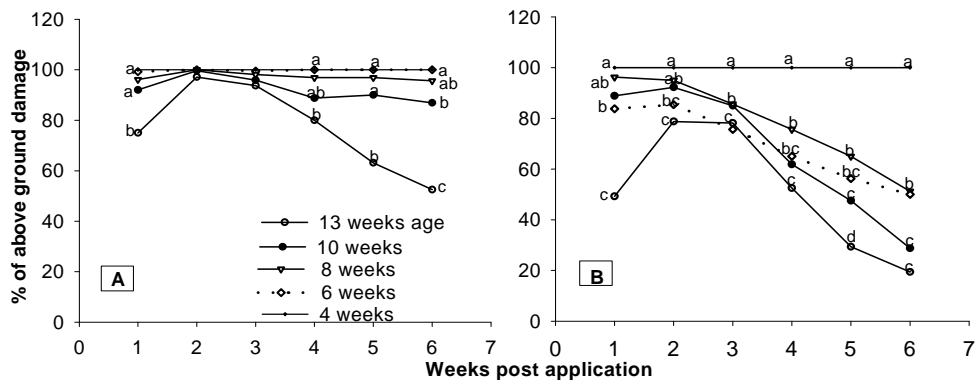 % of above ground damage
120
100
80
60
40
20
0
0 1 2 3 4 5 6 7
a a a a
a ab
a ab a b
b b b c
13 weeks age
10 weeks
8 weeks
6 weeks
4 weeks
A
120
100
80
60
40
20
0
0 1 2 3 4 5 6 7
a a a a a a
ab ab b b b b
b bc bc bc
c c c c d c
c c
B
Weeks post application